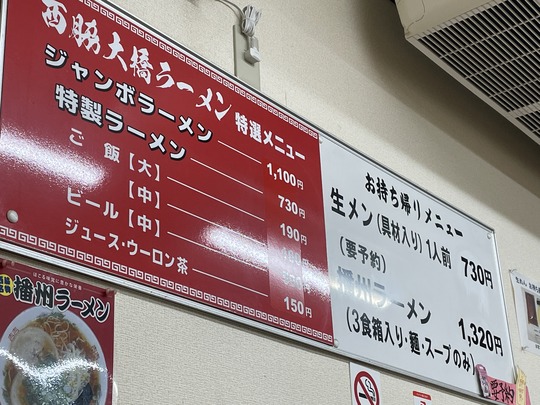 西脇大橋ラーメン 特選メニュー
ジャンボラーメン 1,100円
特製ラーメン 730円
ご飯【大】 190円
【中】
ビール【中】
ジュース・ウーロン茶 150円
お持ち帰りメニュー
生メン(具材入り)1人前 730円
(要予約)
播州ラーメン 1,320円
(3食箱入り・麺・スープのみ)
播州ラーメン
要予約